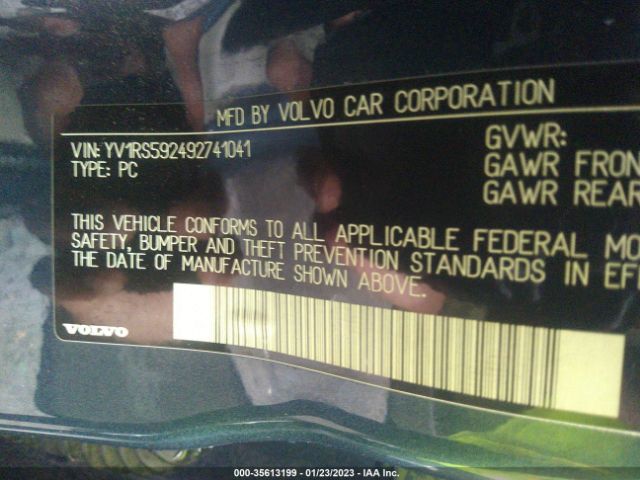 MFD BY VOLVO CAR CORPORATION
VIN: YV1RS592492741041
TYPE: PC
GVWR:
GAWR FRON
GAWR REAR
THIS VEHICLE CONFORMS TO ALL APPLICABLE FEDERAL MO
SAFETY, BUMPER AND THEFT PREVENTION STANDARDS IN EFF
THE DATE OF MANUFACTURE SHOWN ABOVE.
VOLVO
000-35613199 - 01/23/2023 - IAA Inc.